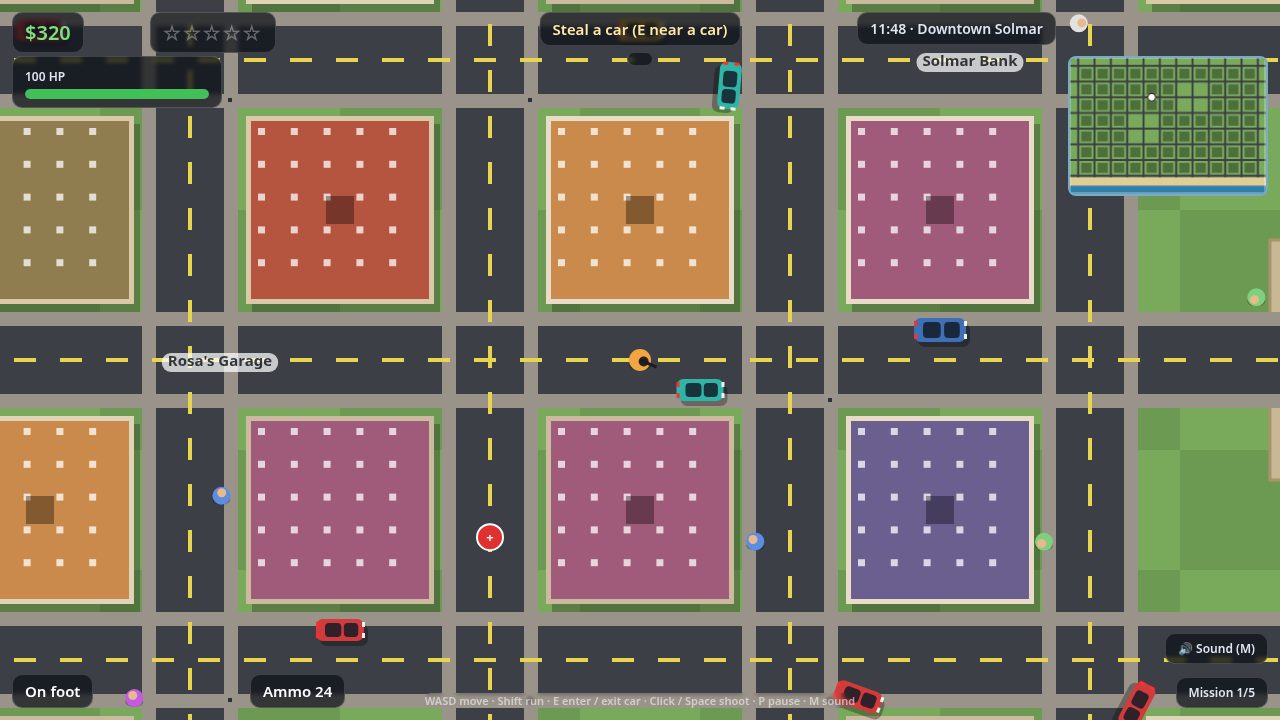 $320
☆☆☆☆☆
Steal a car (E near a car)
11:48 · Downtown Solmar
100 HP
Solmar Bank
Rosa's Garage
+
🔊 Sound (M)
On foot
Ammo 24
WASD move · Shift run · E enter / exit car · Click / Space shoot · P pause · M sound
Mission 1/5